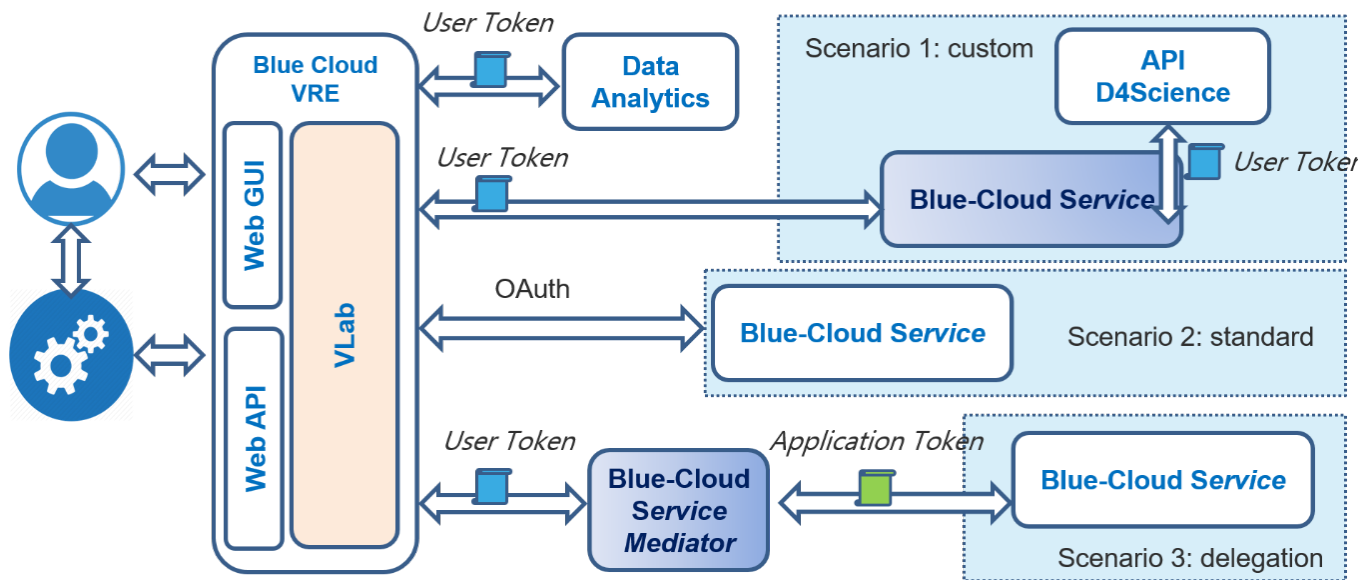 User Token
Blue Cloud
VRE
Data
Analytics
Scenario 1: custom
API
D4Science
User Token
User Token
Blue-Cloud Service
Web GUI
VLab
OAuth
Blue-Cloud Service
Scenario 2: standard
Web API
User Token
Application Token
Blue-Cloud
Service
Mediator
Blue-Cloud Service
Scenario 3: delegation